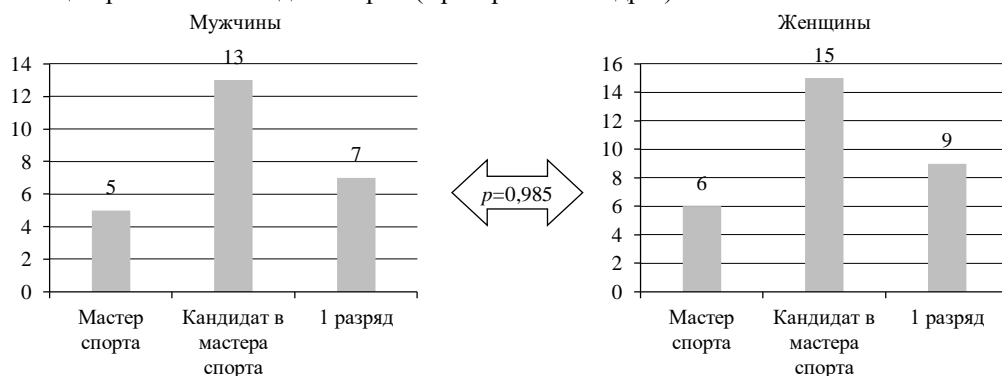 Мужчины
13
7
5
14
12
10
8
6
4
2
0
Мастер
спорта
Кандидат в
мастера
спорта
1 разряд
p=0,985
Женщины
15
9
6
16
14
12
10
8
6
4
2
0
Мастер
спорта
Кандидат в
мастера
спорта
1 разряд